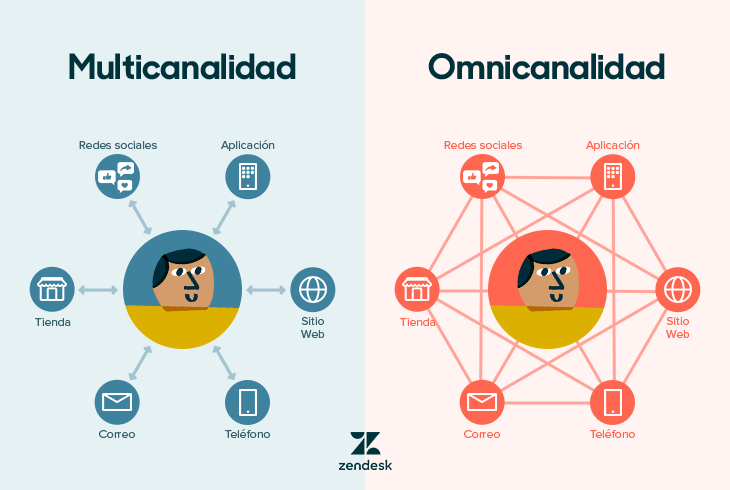 Multicanalidad
Redes sociales
Aplicación
Tienda
Sitio
Web
Correo
Teléfono
Omnicanalidad
Redes sociales
Aplicación
Tienda
Sitio
Web
Correo
Teléfono
zendesk